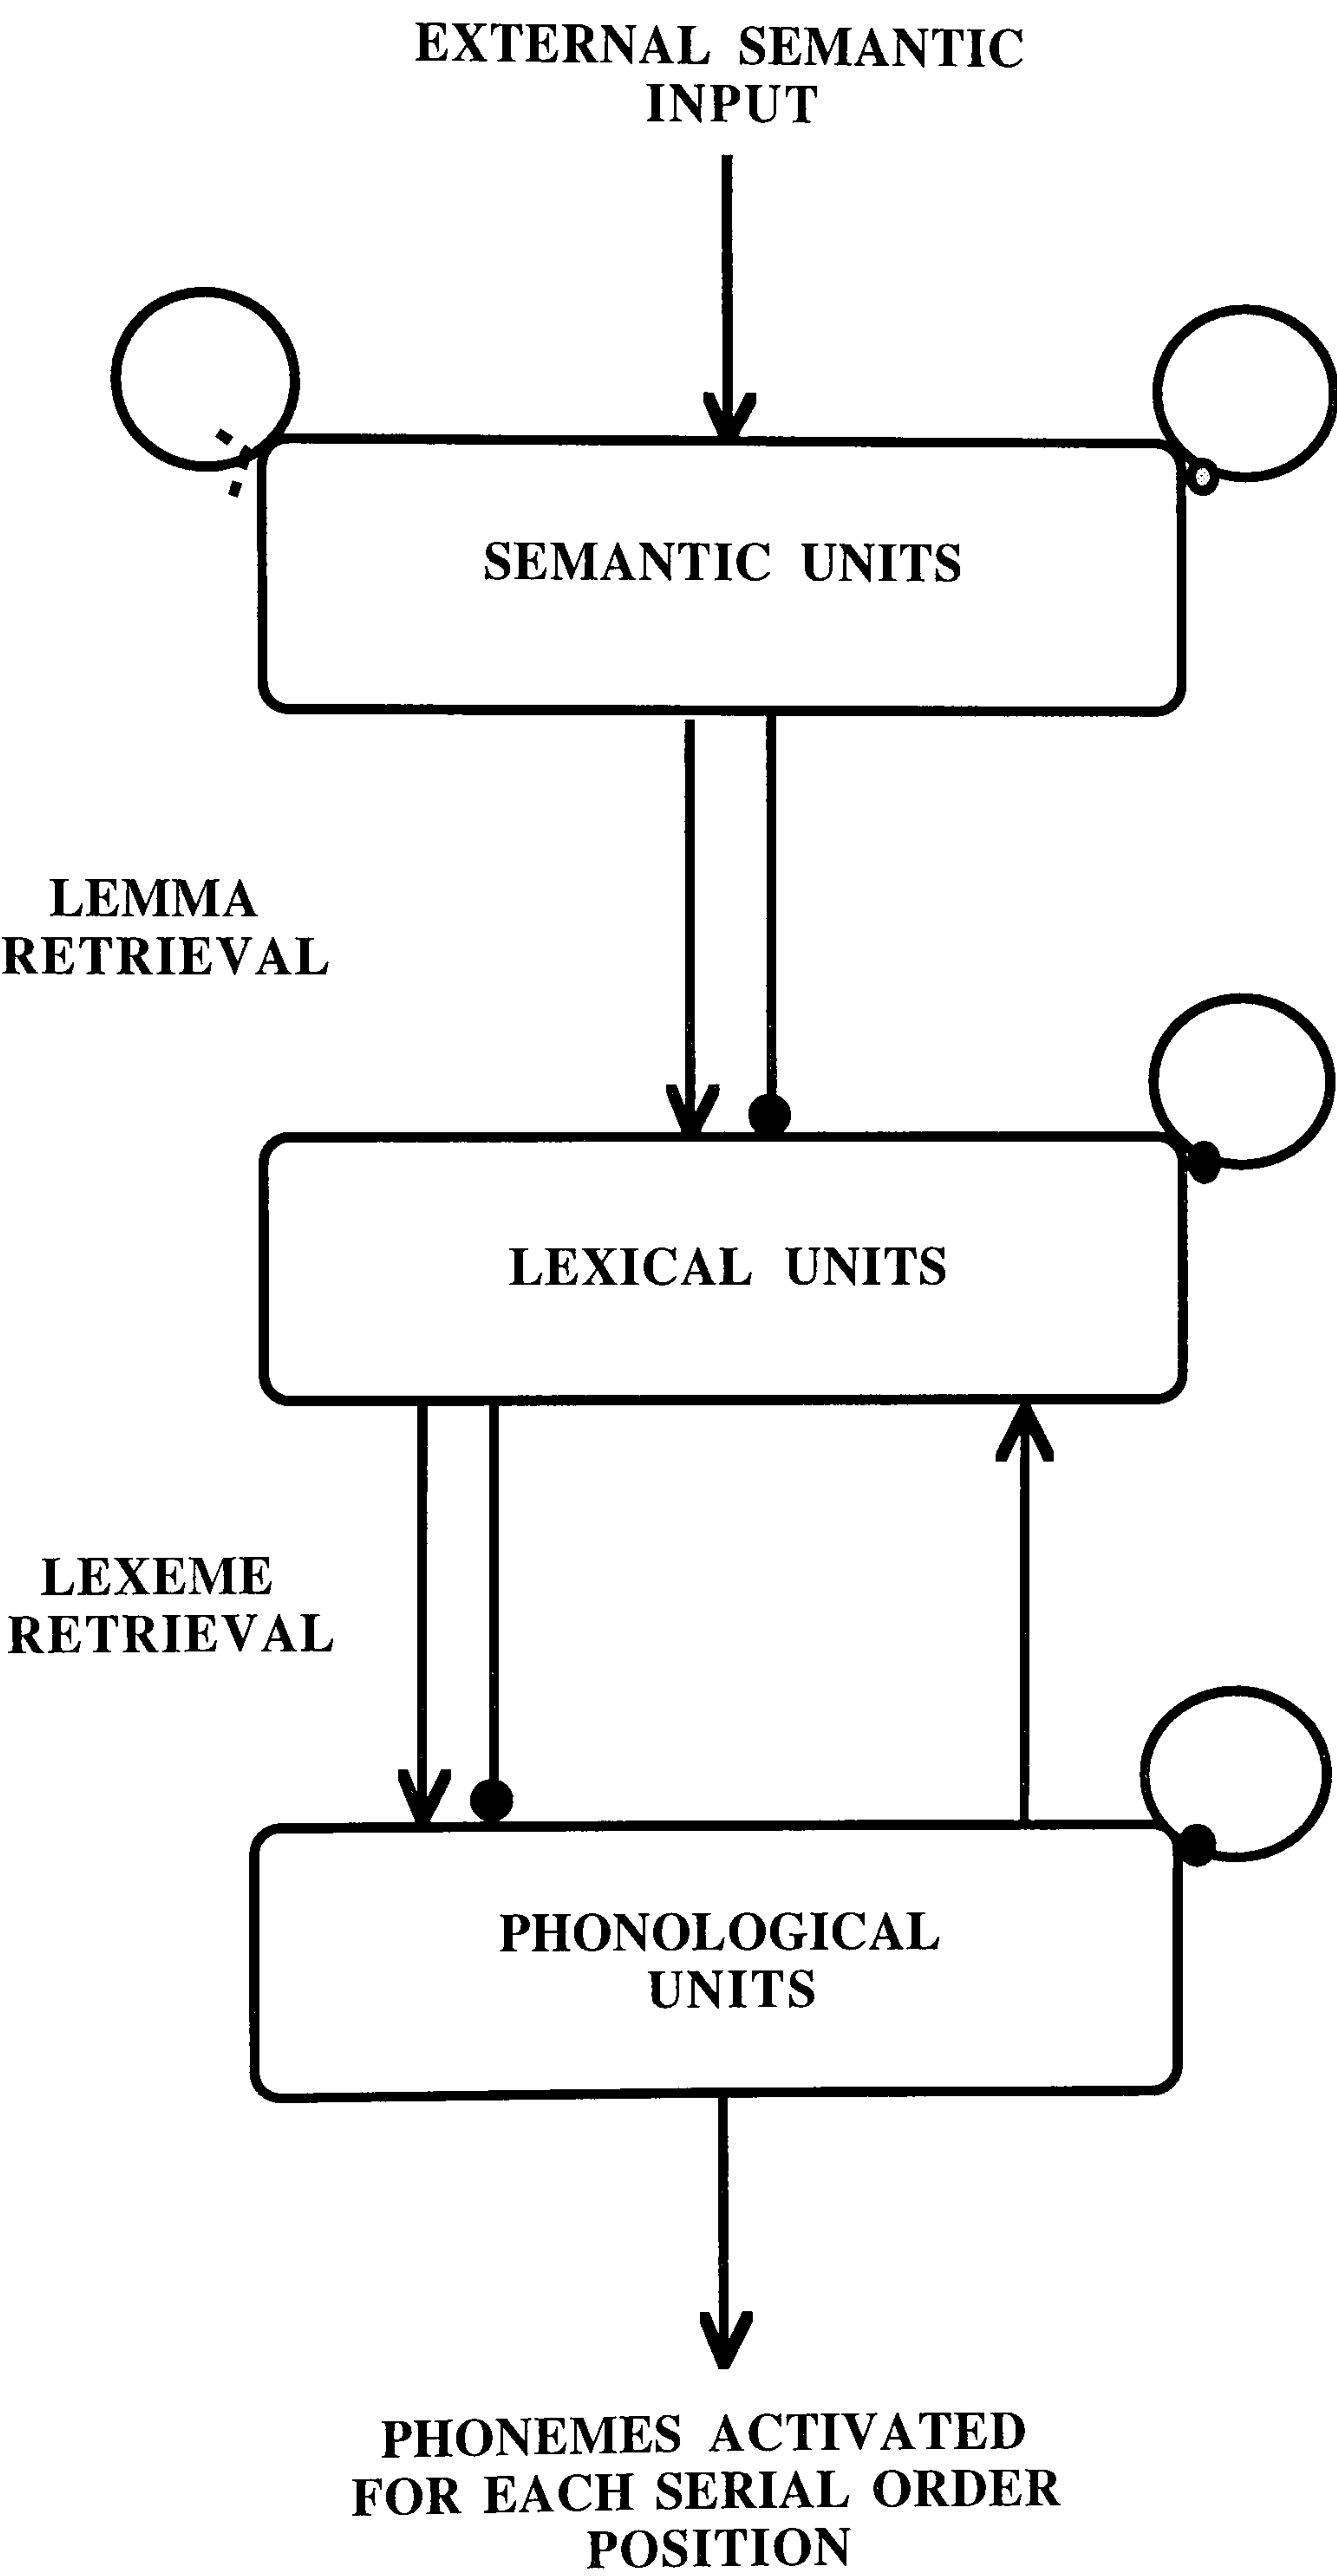 EXTERNAL SEMANTIC
INPUT
SEMANTIC UNITS
LEMMA
RETRIEVAL
LEXICAL UNITS
LEXEME
RETRIEVAL
PHONOLOGICAL
UNITS
PHONEMES ACTIVATED
FOR EACH SERIAL ORDER
POSITION